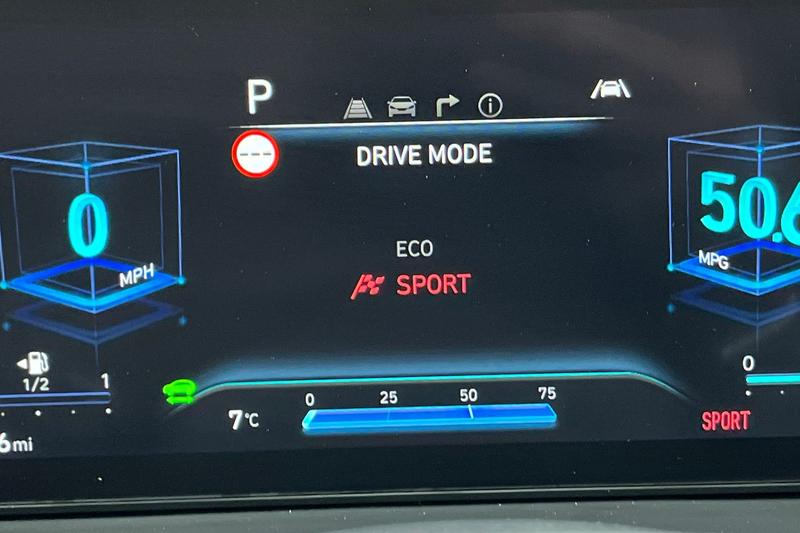 P
DRIVE MODE
0
MPH
50.6
MPG
ECO
SPORT
1/2 1
0
0 25 50 75
7°C
SPORT
6mi